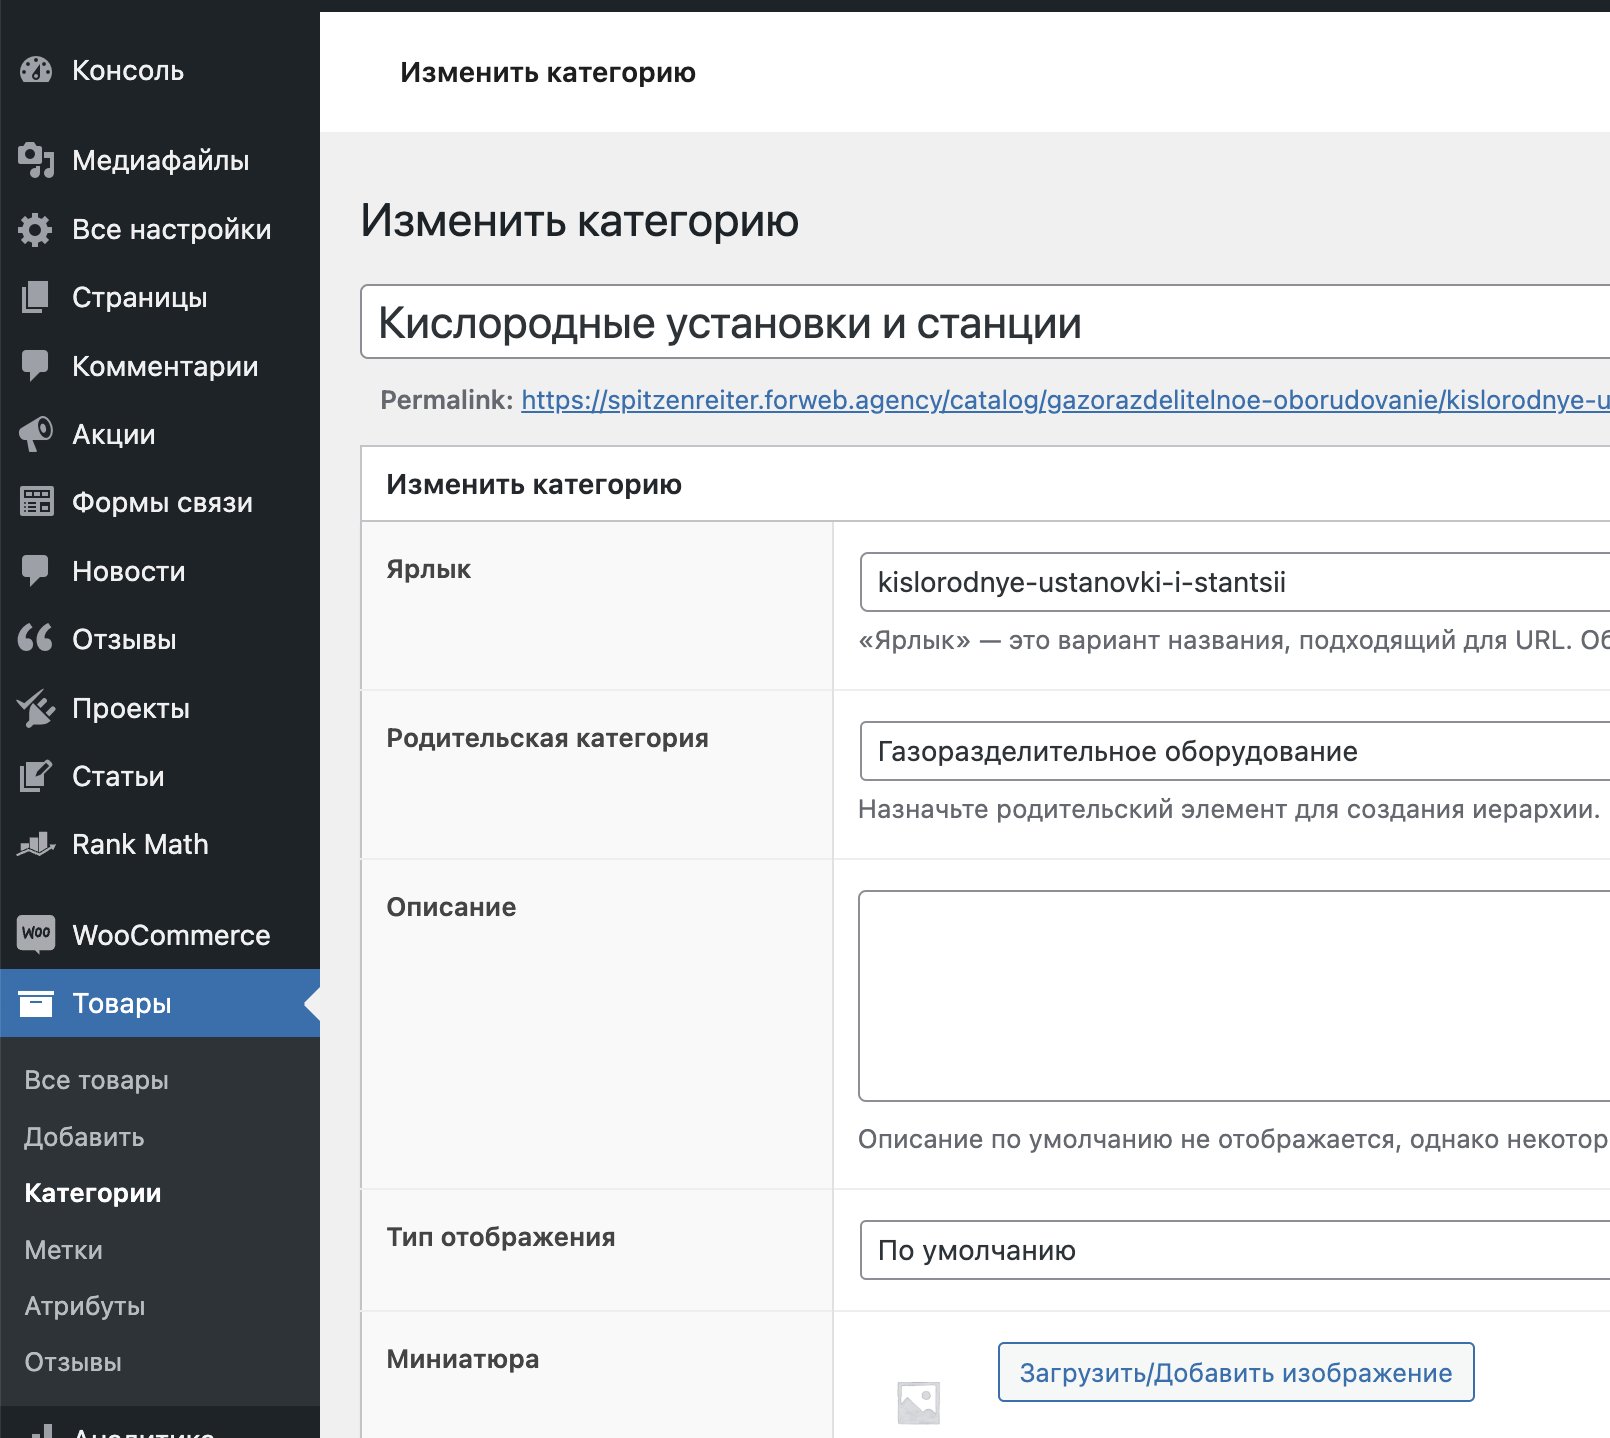 Консоль
Медиафайлы
Все настройки
Страницы
Комментарии
Акции
Формы связи
Новости
Отзывы
Проекты
Статьи
Rank Math
Woo WooCommerce
Товары
Все товары
Добавить
Категории
Метки
Атрибуты
Отзывы
Аналитика
Изменить категорию
Изменить категорию
Кислородные установки и станции
Permalink: https://spitzenreiter.forweb.agency/catalog/gazorazdelitelnoe-oborudovanie/kislorodnye-u
Изменить категорию
Ярлык
kislorodnye-ustanovki-i-stantsii
«Ярлык» — это вариант названия, подходящий для URL. Об
Родительская категория
Газоразделительное оборудование
Назначьте родительский элемент для создания иерархии.
Описание
Описание по умолчанию не отображается, однако некотор
Тип отображения
По умолчанию
Миниатюра
Загрузить/Добавить изображение